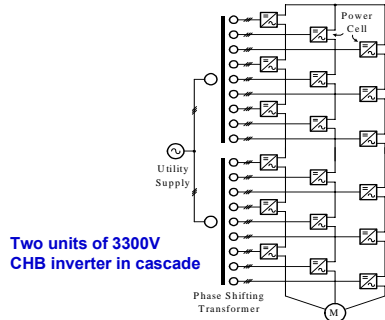 Power
Cell
Utility
Supply
Two units of 3300V
CHB inverter in cascade
Phase Shifting
Transformer
M